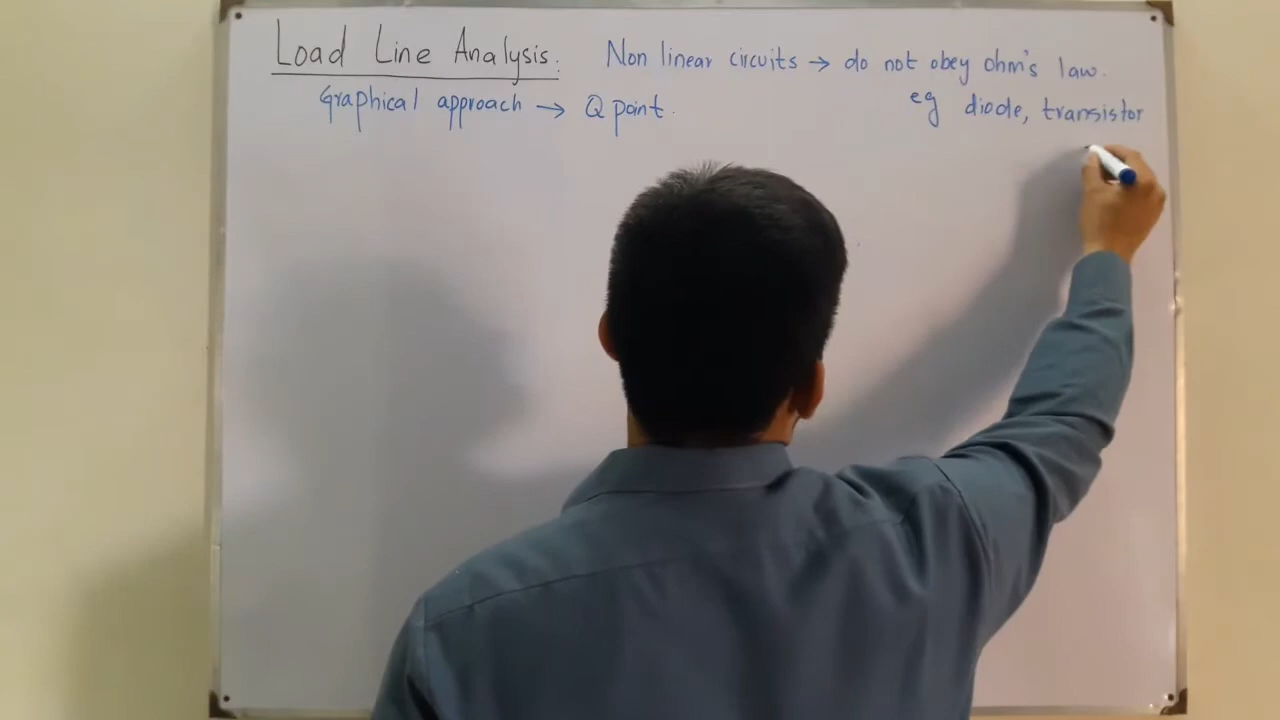 Load Line Analysis. Non linear circuits → do not obey ohm's law.
Graphical approach → Q point. eg diode, transistor